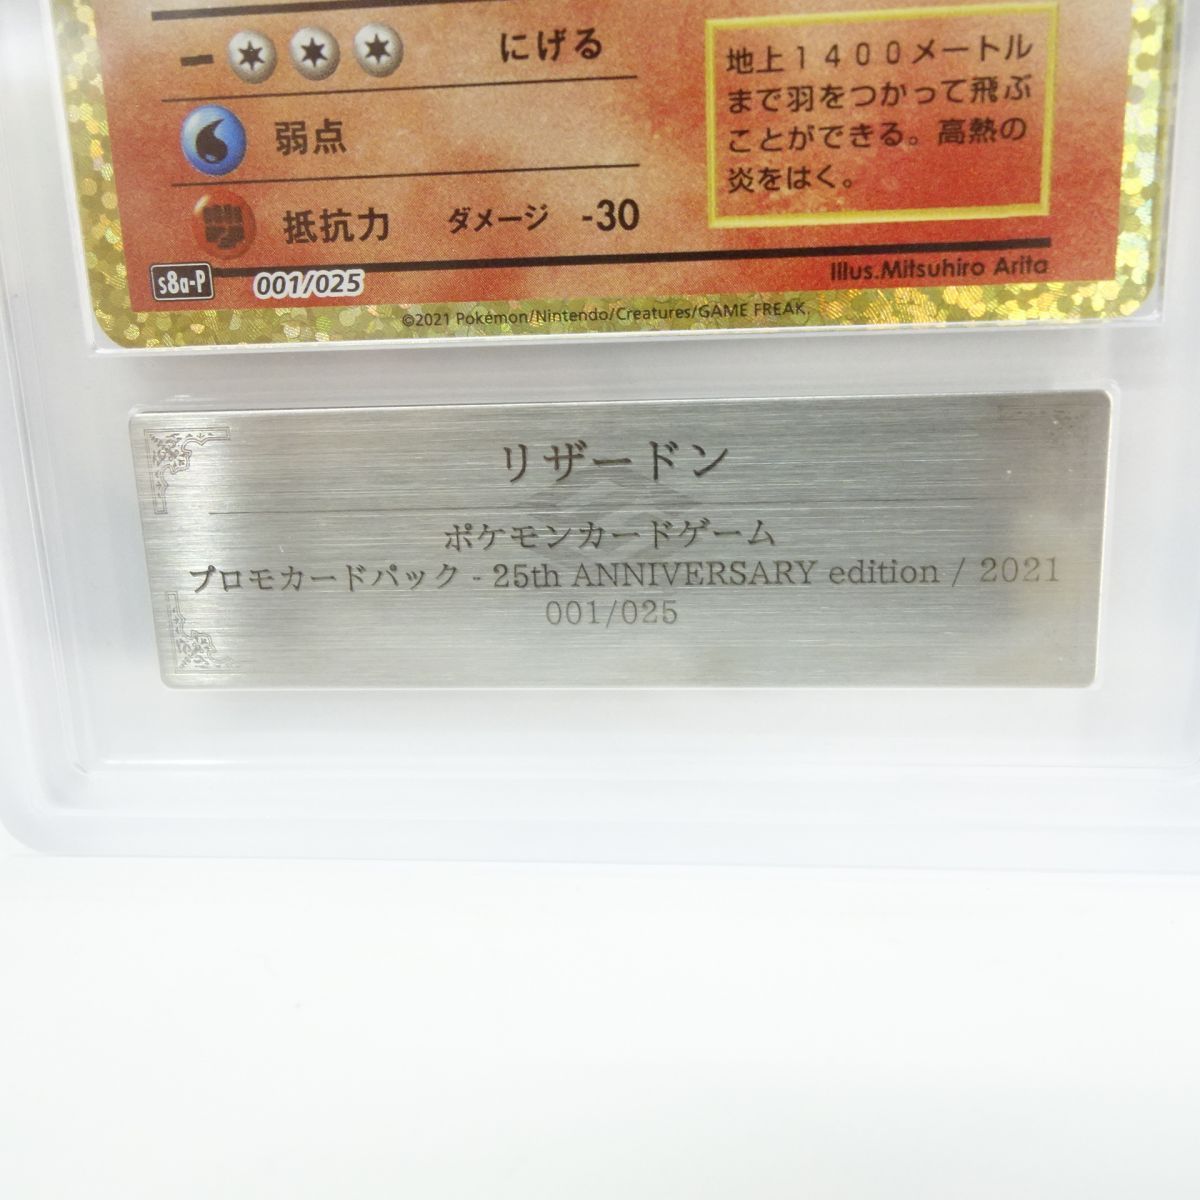 にげる
地上１４００メートル
まで羽をつかって飛ぶ
ことができる。高熱の
炎をはく。
弱点
抵抗力 ダメージ -30
Illus.Mitsuhiro Arita
s8a-P 001/025
©2021 Pokémon/Nintendo/Creatures/GAME FREAK.
リザードン
ポケモンカードゲーム
プロモカードパック - 25th ANNIVERSARY edition / 2021
001/025